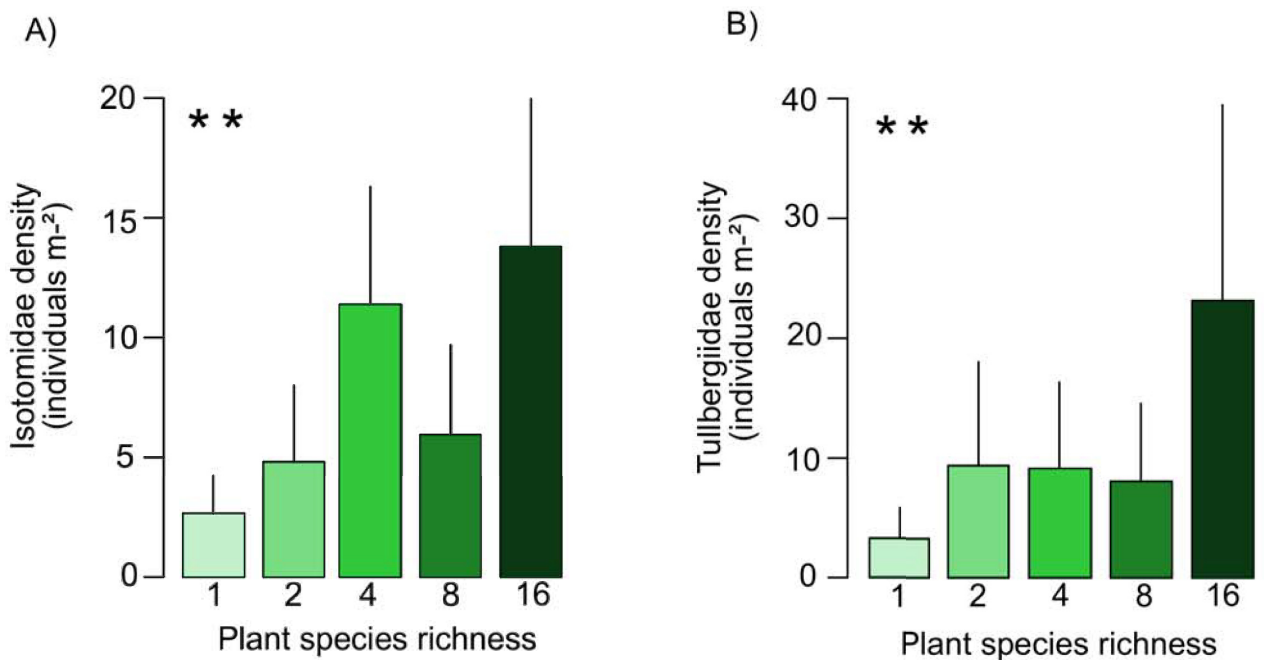 A)
Isotomidae density
(individuals m-²)
20
15
10
5
0
* *
1 2 4 8 16
Plant species richness
B)
Tullbergiidae density
(individuals m-²)
40
30
20
10
0
* *
1 2 4 8 16
Plant species richness